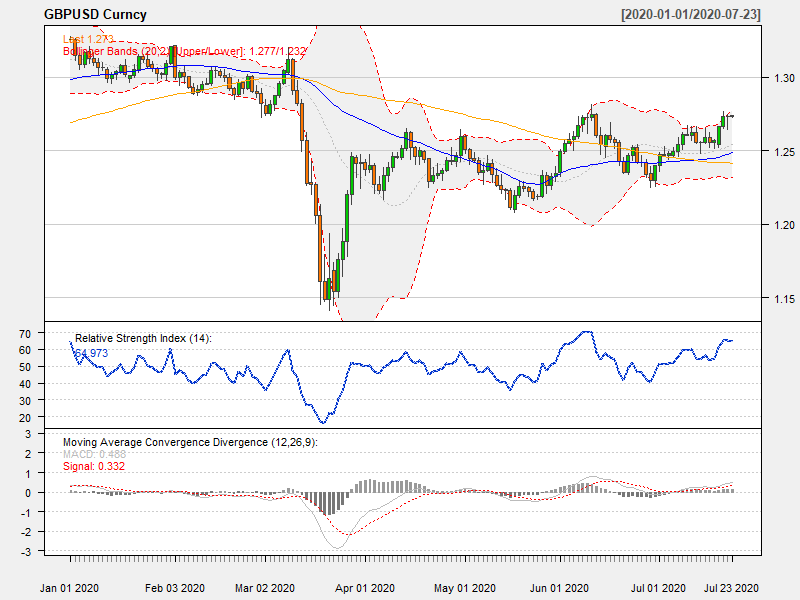 GBPUSD Curncy [2020-01-01/2020-07-23]
Last 1.273
Bollinger Bands (20,2) [Upper/Lower]: 1.277/1.232
1.30
1.25
1.20
1.15
Relative Strength Index (14):
64.973
70
60
50
40
30
20
Moving Average Convergence Divergence (12,26,9):
MACD: 0.488
Signal: 0.332
3
2
1
0
-1
-2
-3
Jan 01 2020 Feb 03 2020 Mar 02 2020 Apr 01 2020 May 01 2020 Jun 01 2020 Jul 01 2020 Jul 23 2020